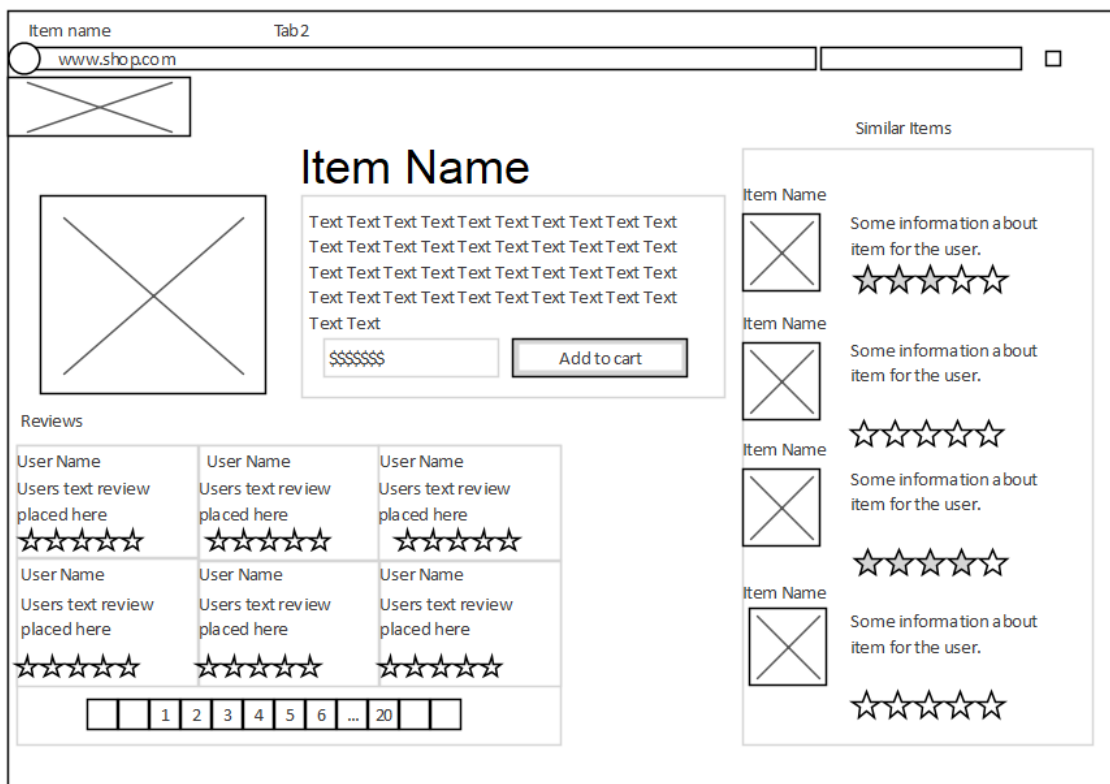 Item name
Tab2
www.shop.com
Item Name
Text Text Text Text Text Text Text Text Text Text
Text Text Text Text Text Text Text Text Text Text
Text Text Text Text Text Text Text Text Text Text
Text Text Text Text Text Text Text Text Text Text
Text Text
$$$$$$$
Add to cart
Similar Items
Item Name
Some information about
item for the user.
Item Name
Some information about
item for the user.
Item Name
Some information about
item for the user.
Item Name
Some information about
item for the user.
Reviews
User Name
Users text review
placed here
User Name
Users text review
placed here
User Name
Users text review
placed here
User Name
Users text review
placed here
User Name
Users text review
placed here
User Name
Users text review
placed here
1 2 3 4 5 6 ... 20